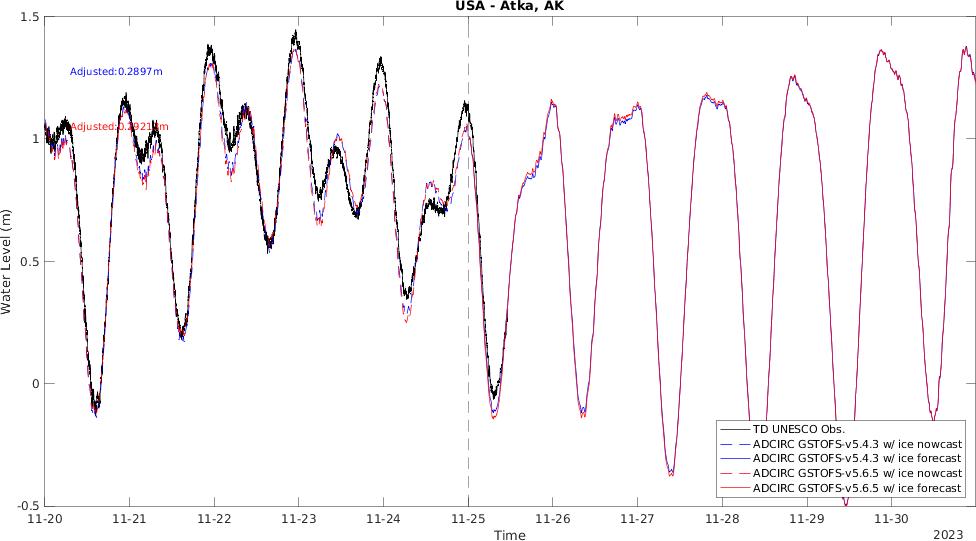 USA - Atka, AK
1.5
Adjusted:0.2897m
Adjusted:0.2921m
1
0.5
0
-0.5
Water Level (m)
TD UNESCO Obs.
ADCIRC GSTOFS-v5.4.3 w/ ice nowcast
ADCIRC GSTOFS-v5.4.3 w/ ice forecast
ADCIRC GSTOFS-v5.6.5 w/ ice nowcast
ADCIRC GSTOFS-v5.6.5 w/ ice forecast
11-20 11-21 11-22 11-23 11-24 11-25 11-26 11-27 11-28 11-29 11-30
Time
2023